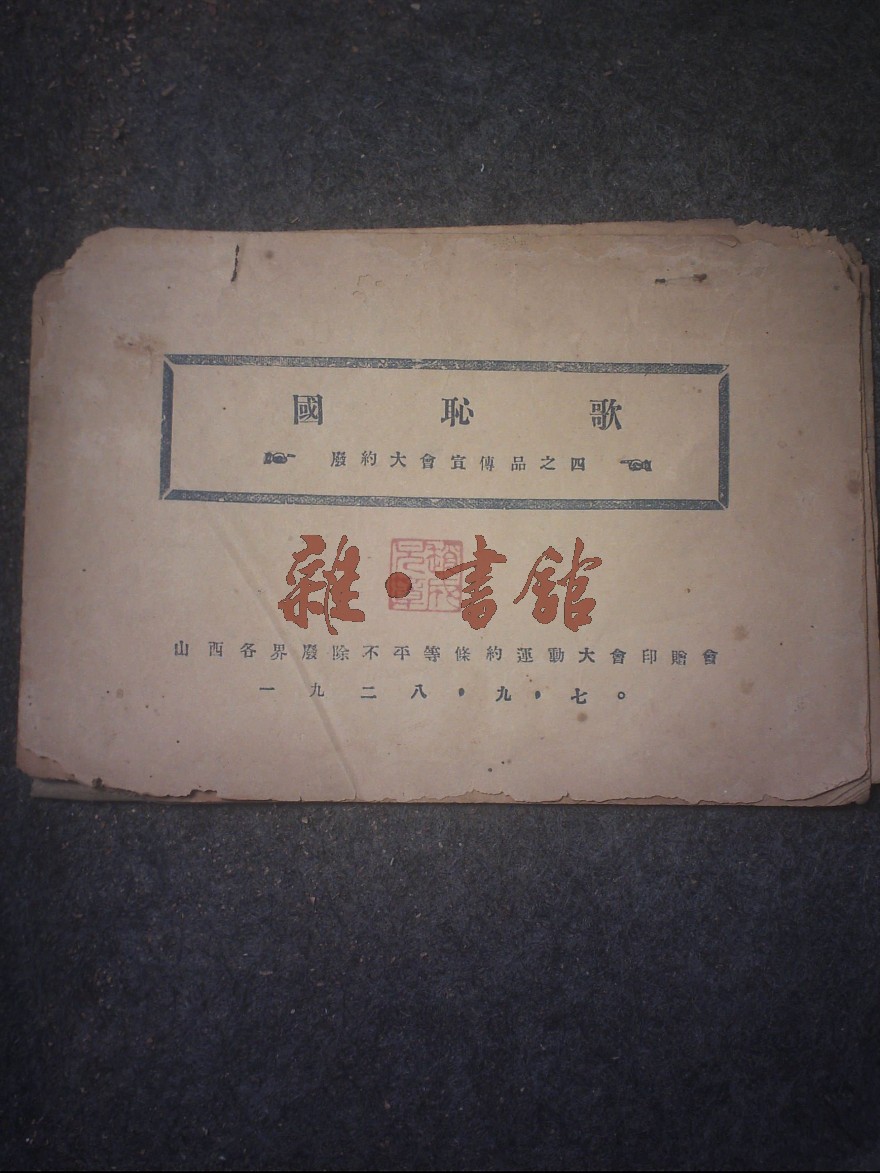 國恥歌
廢約大會宣傳品之四
雜·書館
山西各界廢除不平等條約運動大會印贈會
一九二八,九,七。